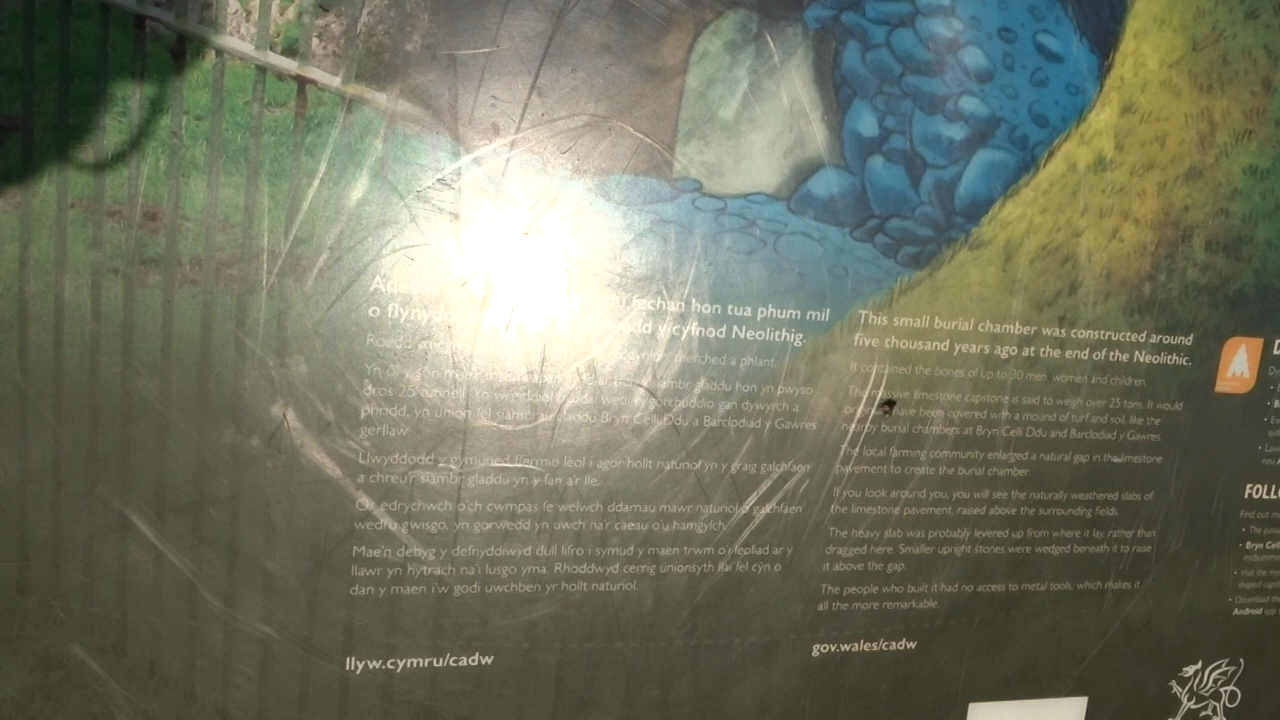 fechan hon tua phum mil
o flynyd
y cyfnod Neolithig.
Roedd
merched a phlant.
siambr gladdu hon yn pwyso
dros 25 tunnell. Yn wreiddiol wedi gorchuddio gan dywyrch a
phridd, yn union fel siambrau claddu Bryn Celli Ddu a Barclodiad y Gawres
gerllaw.
Llwyddodd y gymuned ffermio leol i agor hollt naturiol yn y graig galchfaen
a chreu'r siambr gladdu yn y fan a'r lle.
Os edrychwch o'ch cwmpas fe welwch ddarnau mawr naturiol o galchfaen
wedi'u gwisgo, yn gorwedd yn uwch na'r caeau o'u hamgylch.
Mae'n debyg y defnyddiwyd dull lifro i symud y maen trwm o'i leoliad ar y
llawr yn hytrach na'i lusgo yma. Rhoddwyd cerrig unionsyth llai fel cŷn o
dan y maen i'w godi uwchben yr hollt naturiol.
llyw.cymru/cadw
This small burial chamber was constructed around
five thousand years ago at the end of the Neolithic.
It contained the bones of up to 30 men, women and children.
The massive limestone capstone is said to weigh over 25 tons. It would
originally have been covered with a mound of turf and soil, like the
nearby burial chambers at Bryn Celli Ddu and Barclodiad y Gawres.
The local farming community enlarged a natural gap in the limestone
pavement to create the burial chamber.
If you look around you, you will see the naturally weathered slabs of
the limestone pavement, raised above the surrounding fields.
The heavy slab was probably levered up from where it lay, rather than
dragged here. Smaller upright stones were wedged beneath it to raise
it above the gap.
The people who built it had no access to metal tools, which makes it
all the more remarkable.
gov.wales/cadw
FOLL
Find out m
Bryn Cel
Android app